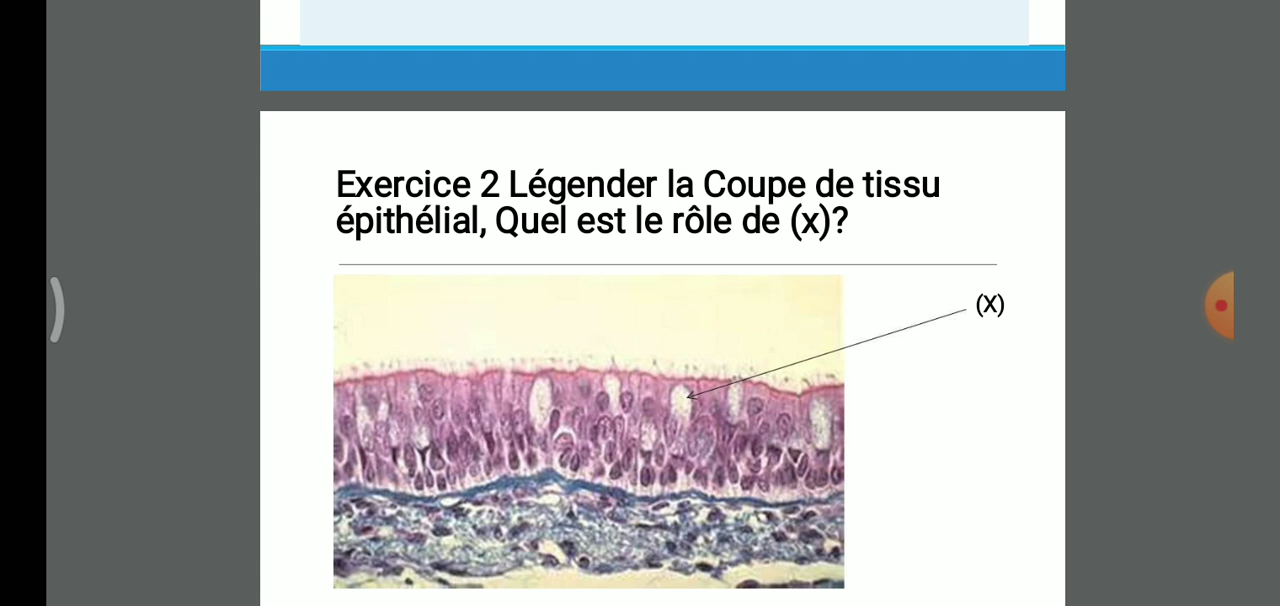 Exercice 2 Légender la Coupe de tissu
épithélial, Quel est le rôle de (x)?
(X)